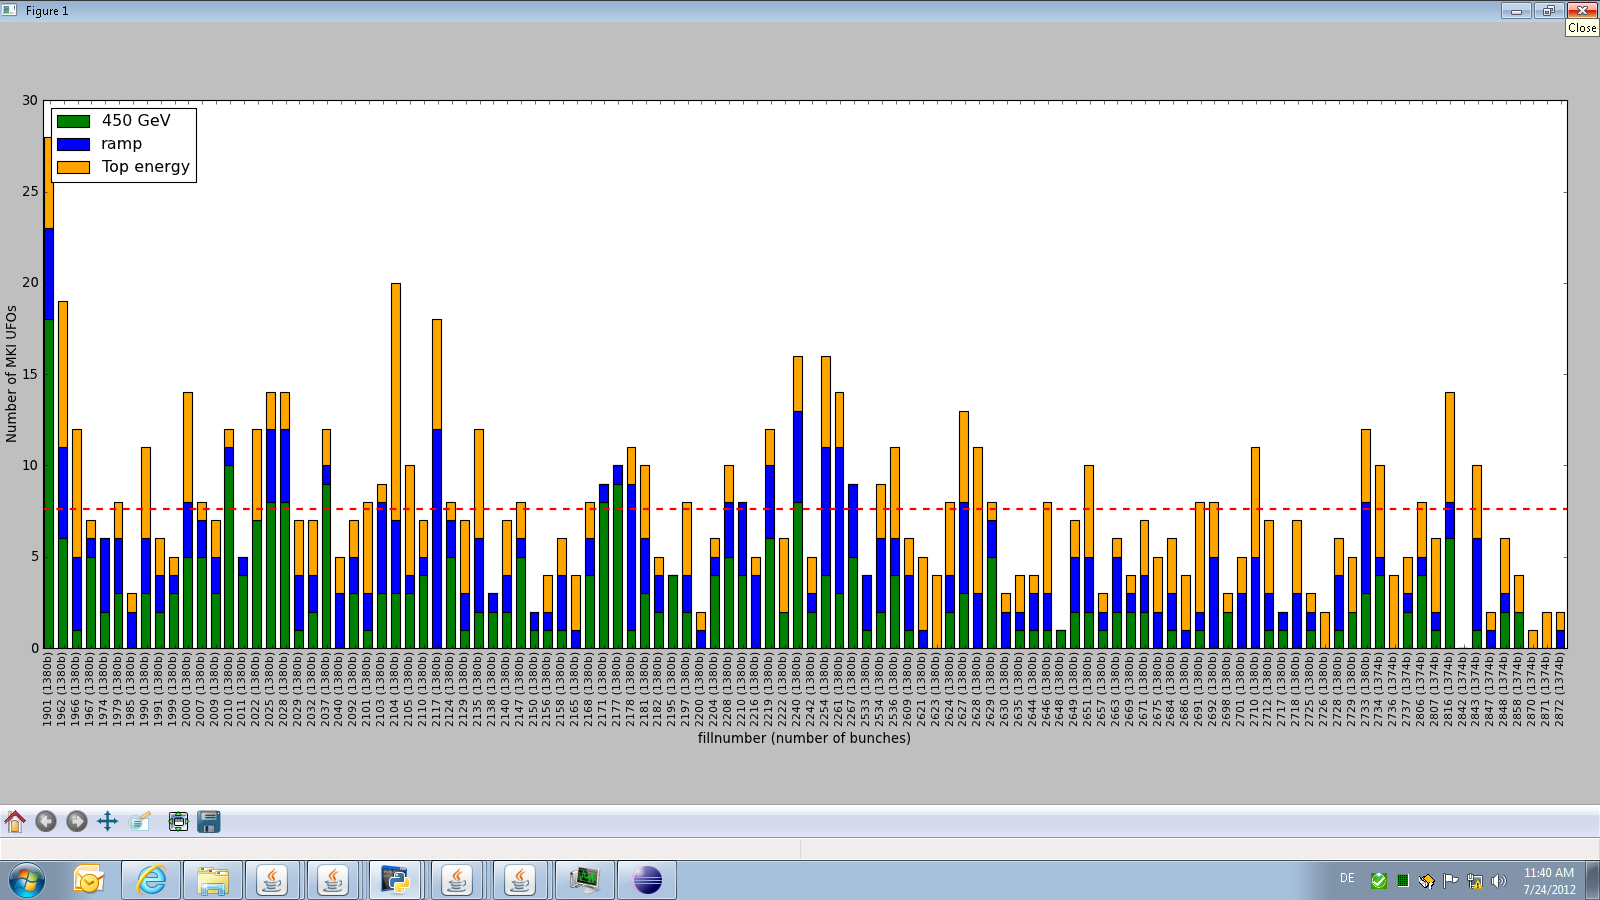 Figure 1
Close
30
25
20
15
10
5
0
Number of MKI UFOs
450 GeV
ramp
Top energy
1901 (1380b)
1962 (1380b)
1966 (1380b)
1967 (1380b)
1974 (1380b)
1979 (1380b)
1985 (1380b)
1990 (1380b)
1991 (1380b)
1999 (1380b)
2000 (1380b)
2007 (1380b)
2009 (1380b)
2010 (1380b)
2011 (1380b)
2022 (1380b)
2025 (1380b)
2028 (1380b)
2029 (1380b)
2032 (1380b)
2037 (1380b)
2040 (1380b)
2092 (1380b)
2101 (1380b)
2103 (1380b)
2104 (1380b)
2105 (1380b)
2110 (1380b)
2117 (1380b)
2124 (1380b)
2129 (1380b)
2135 (1380b)
2138 (1380b)
2140 (1380b)
2147 (1380b)
2150 (1380b)
2156 (1380b)
2158 (1380b)
2165 (1380b)
2168 (1380b)
2171 (1380b)
2177 (1380b)
2178 (1380b)
2181 (1380b)
2182 (1380b)
2195 (1380b)
2197 (1380b)
2200 (1380b)
2204 (1380b)
2208 (1380b)
2210 (1380b)
2216 (1380b)
2219 (1380b)
2222 (1380b)
2240 (1380b)
2242 (1380b)
2254 (1380b)
2261 (1380b)
2267 (1380b)
2533 (1380b)
2534 (1380b)
2536 (1380b)
2609 (1380b)
2621 (1380b)
2623 (1380b)
2624 (1380b)
2627 (1380b)
2628 (1380b)
2629 (1380b)
2630 (1380b)
2635 (1380b)
2644 (1380b)
2646 (1380b)
2648 (1380b)
2649 (1380b)
2651 (1380b)
2657 (1380b)
2663 (1380b)
2669 (1380b)
2671 (1380b)
2675 (1380b)
2684 (1380b)
2686 (1380b)
2691 (1380b)
2692 (1380b)
2698 (1380b)
2701 (1380b)
2710 (1380b)
2712 (1380b)
2717 (1380b)
2718 (1380b)
2725 (1380b)
2726 (1380b)
2728 (1380b)
2729 (1380b)
2733 (1380b)
2734 (1374b)
2736 (1374b)
2737 (1374b)
2806 (1374b)
2807 (1374b)
2816 (1374b)
2842 (1374b)
2843 (1374b)
2847 (1374b)
2848 (1374b)
2858 (1374b)
2870 (1374b)
2871 (1374b)
2872 (1374b)
fillnumber (number of bunches)
DE
11:40 AM
7/24/2012